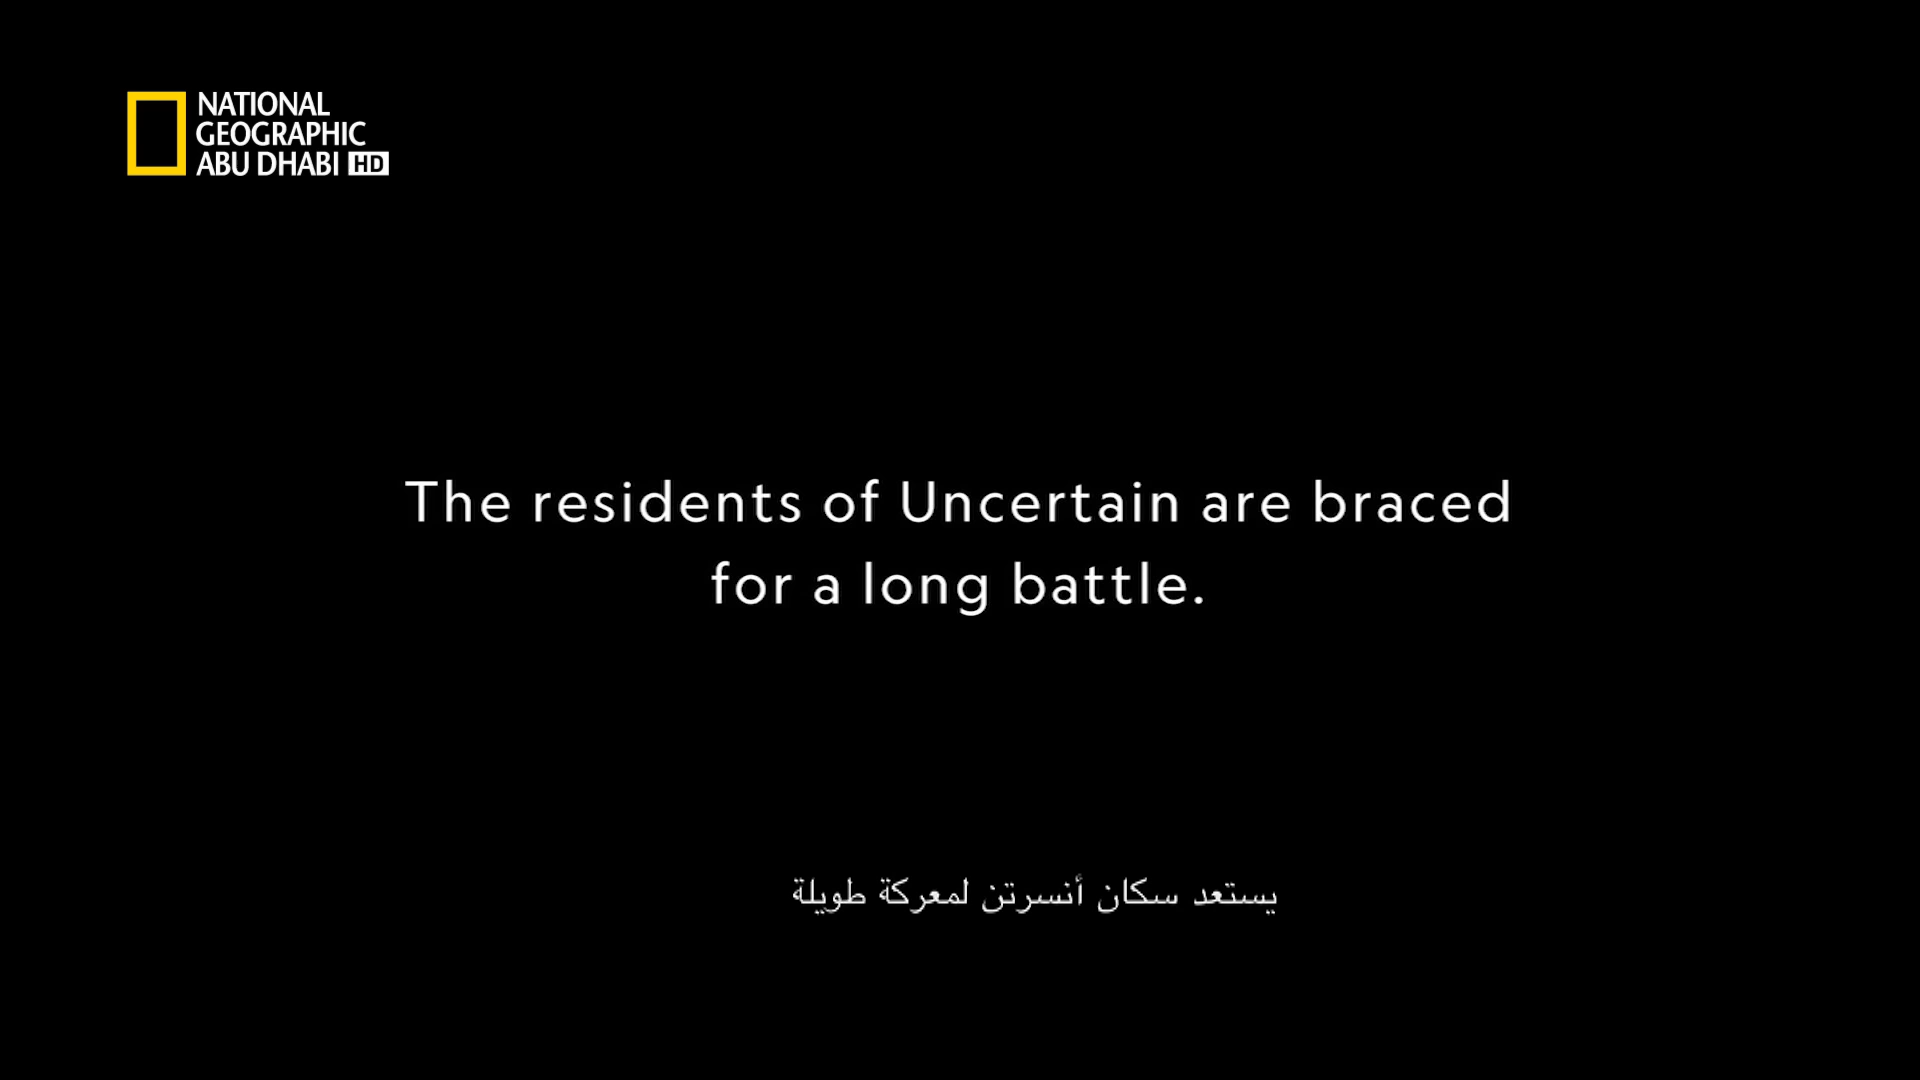 NATIONAL
GEOGRAPHIC
ABU DHABI HD
The residents of Uncertain are braced
for a long battle.
يستعد سكان أنسرتن لمعركة طويلة